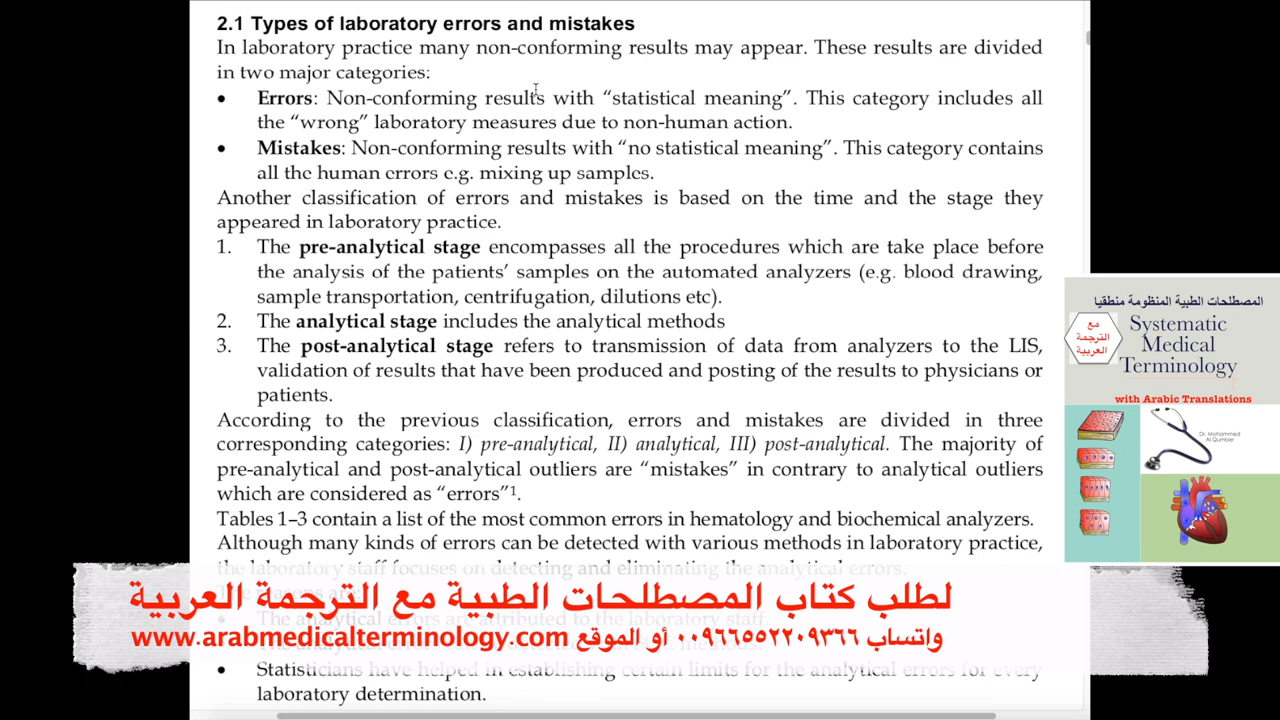 2.1 Types of laboratory errors and mistakes
In laboratory practice many non-conforming results may appear. These results are divided
in two major categories:
• Errors: Non-conforming results with “statistical meaning”. This category includes all
the “wrong” laboratory measures due to non-human action.
• Mistakes: Non-conforming results with “no statistical meaning”. This category contains
all the human errors e.g. mixing up samples.
Another classification of errors and mistakes is based on the time and the stage they
appeared in laboratory practice.
1. The pre-analytical stage encompasses all the procedures which are take place before
the analysis of the patients’ samples on the automated analyzers (e.g. blood drawing,
sample transportation, centrifugation, dilutions etc).
2. The analytical stage includes the analytical methods
3. The post-analytical stage refers to transmission of data from analyzers to the LIS,
validation of results that have been produced and posting of the results to physicians or
patients.
According to the previous classification, errors and mistakes are divided in three
corresponding categories: I) pre-analytical, II) analytical, III) post-analytical. The majority of
pre-analytical and post-analytical outliers are “mistakes” in contrary to analytical outliers
which are considered as “errors”1.
Tables 1–3 contain a list of the most common errors in hematology and biochemical analyzers.
Although many kinds of errors can be detected with various methods in laboratory practice,
the laboratory staff focuses on detecting and eliminating the analytical errors.
• The analytical errors are attributed to the laboratory staff.
• Statisticians have helped in establishing certain limits for the analytical errors for every
laboratory determination.
المصطلحات الطبية المنظومة منطقيا
مع
الترجمة
العربية
Systematic
Medical
Terminology
with Arabic Translations
Dr. Mohammed
Al Qumber
لطلب كتاب المصطلحات الطبية مع الترجمة العربية
واتساب ٠٠٩٦٦٥٥٢٢٠٩٣٦٦ أو الموقع www.arabmedicalterminology.com